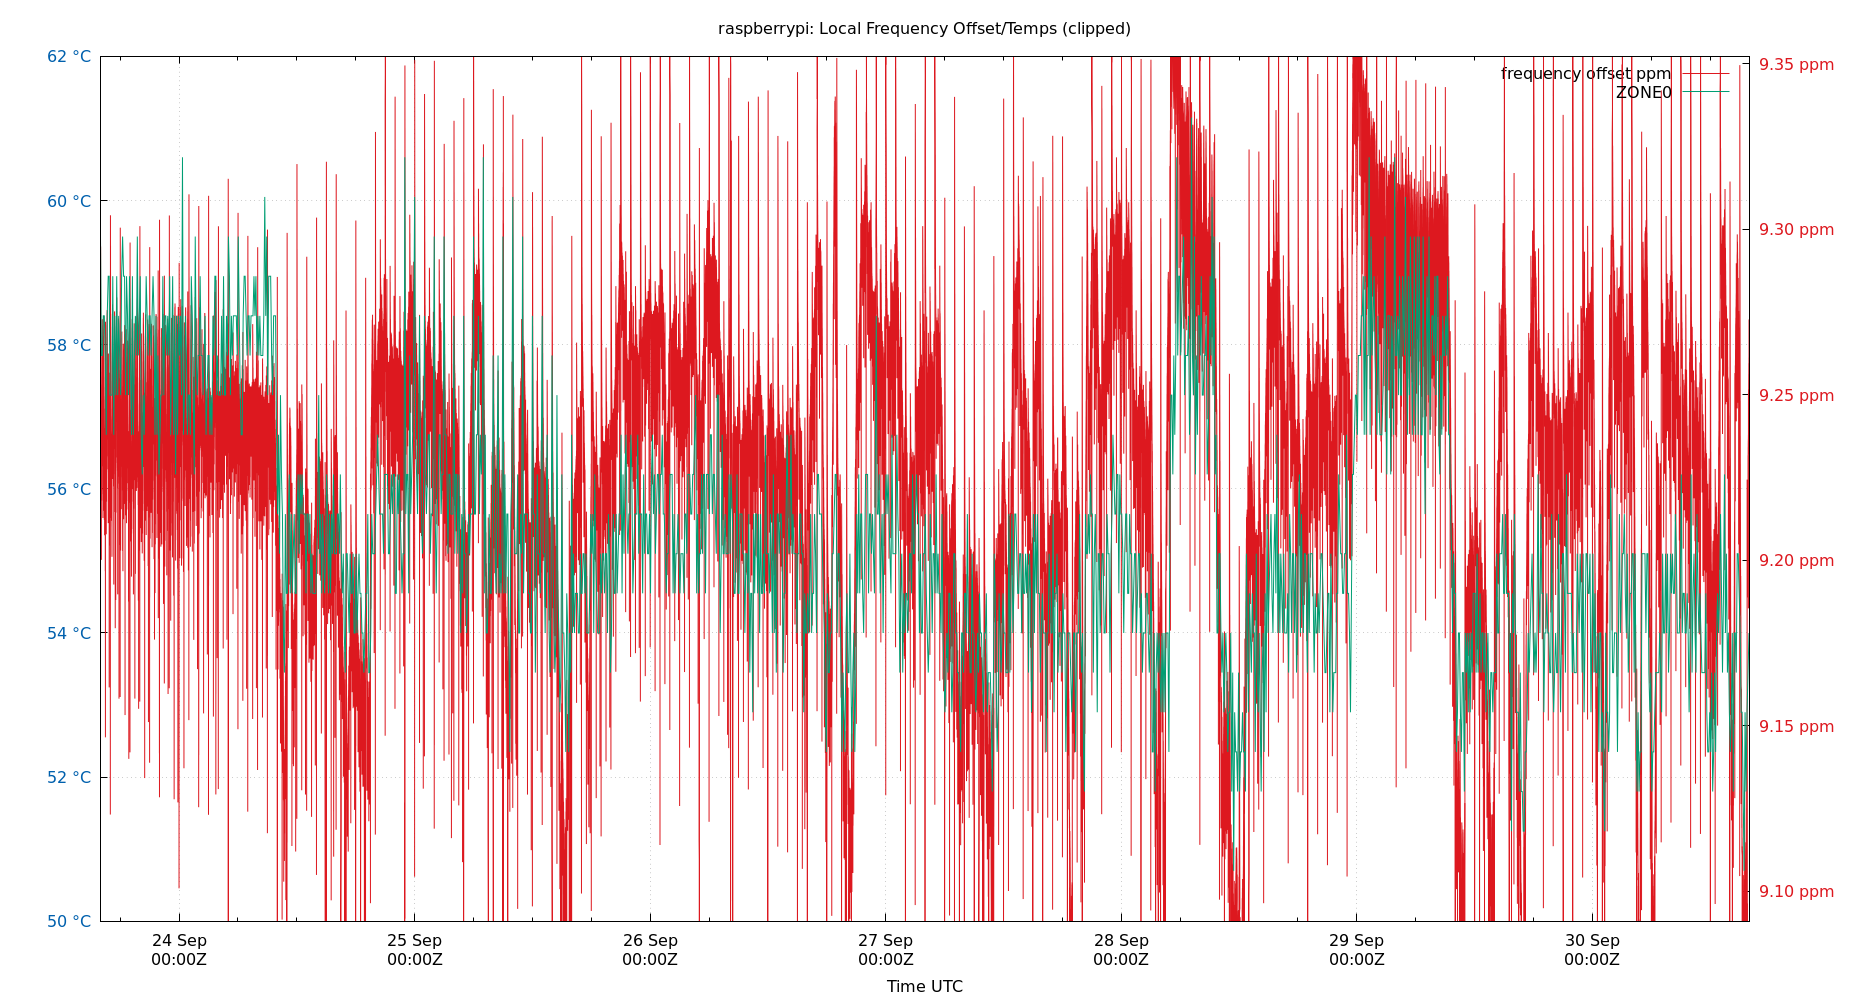 raspberrypi: Local Frequency Offset/Temps (clipped)
62 °C
60 °C
58 °C
56 °C
54 °C
52 °C
50 °C
9.35 ppm
9.30 ppm
9.25 ppm
9.20 ppm
9.15 ppm
9.10 ppm
frequency offset ppm
ZONE0
24 Sep
00:00Z
25 Sep
00:00Z
26 Sep
00:00Z
27 Sep
00:00Z
28 Sep
00:00Z
29 Sep
00:00Z
30 Sep
00:00Z
Time UTC